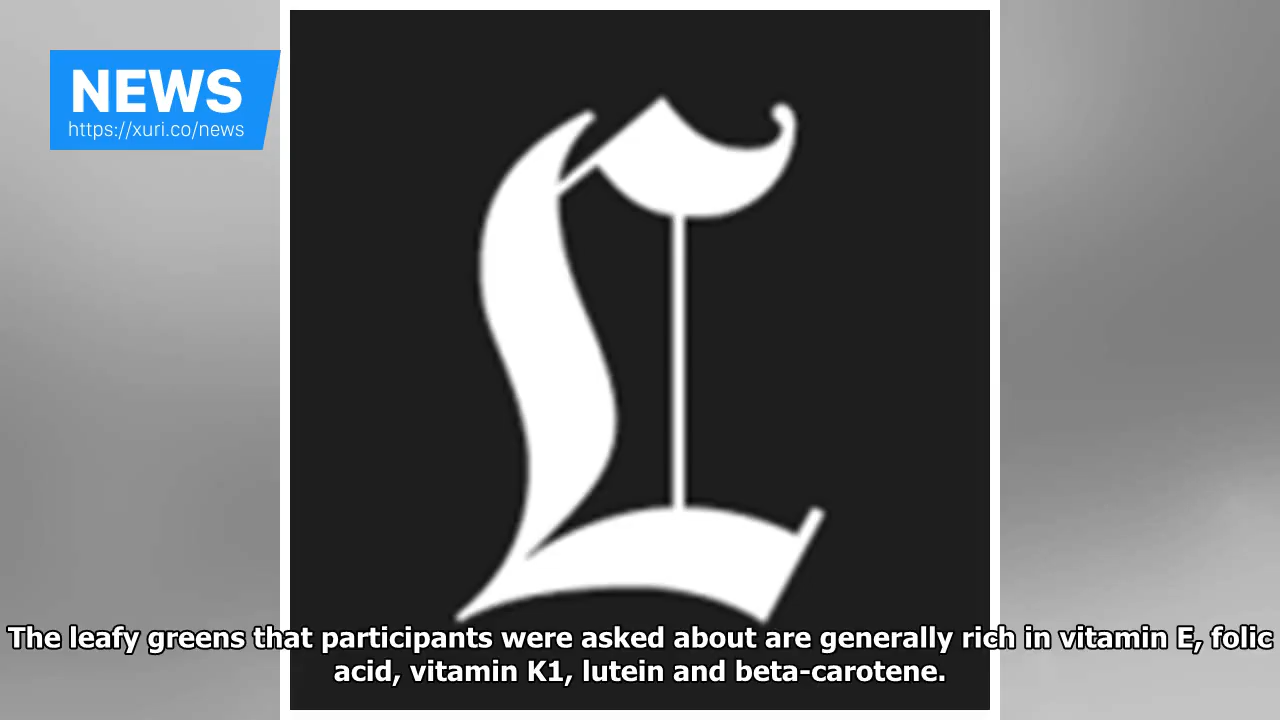 NEWS
https://xuri.co/news
L
The leafy greens that participants were asked about are generally rich in vitamin E, folic
acid, vitamin K1, lutein and beta-carotene.